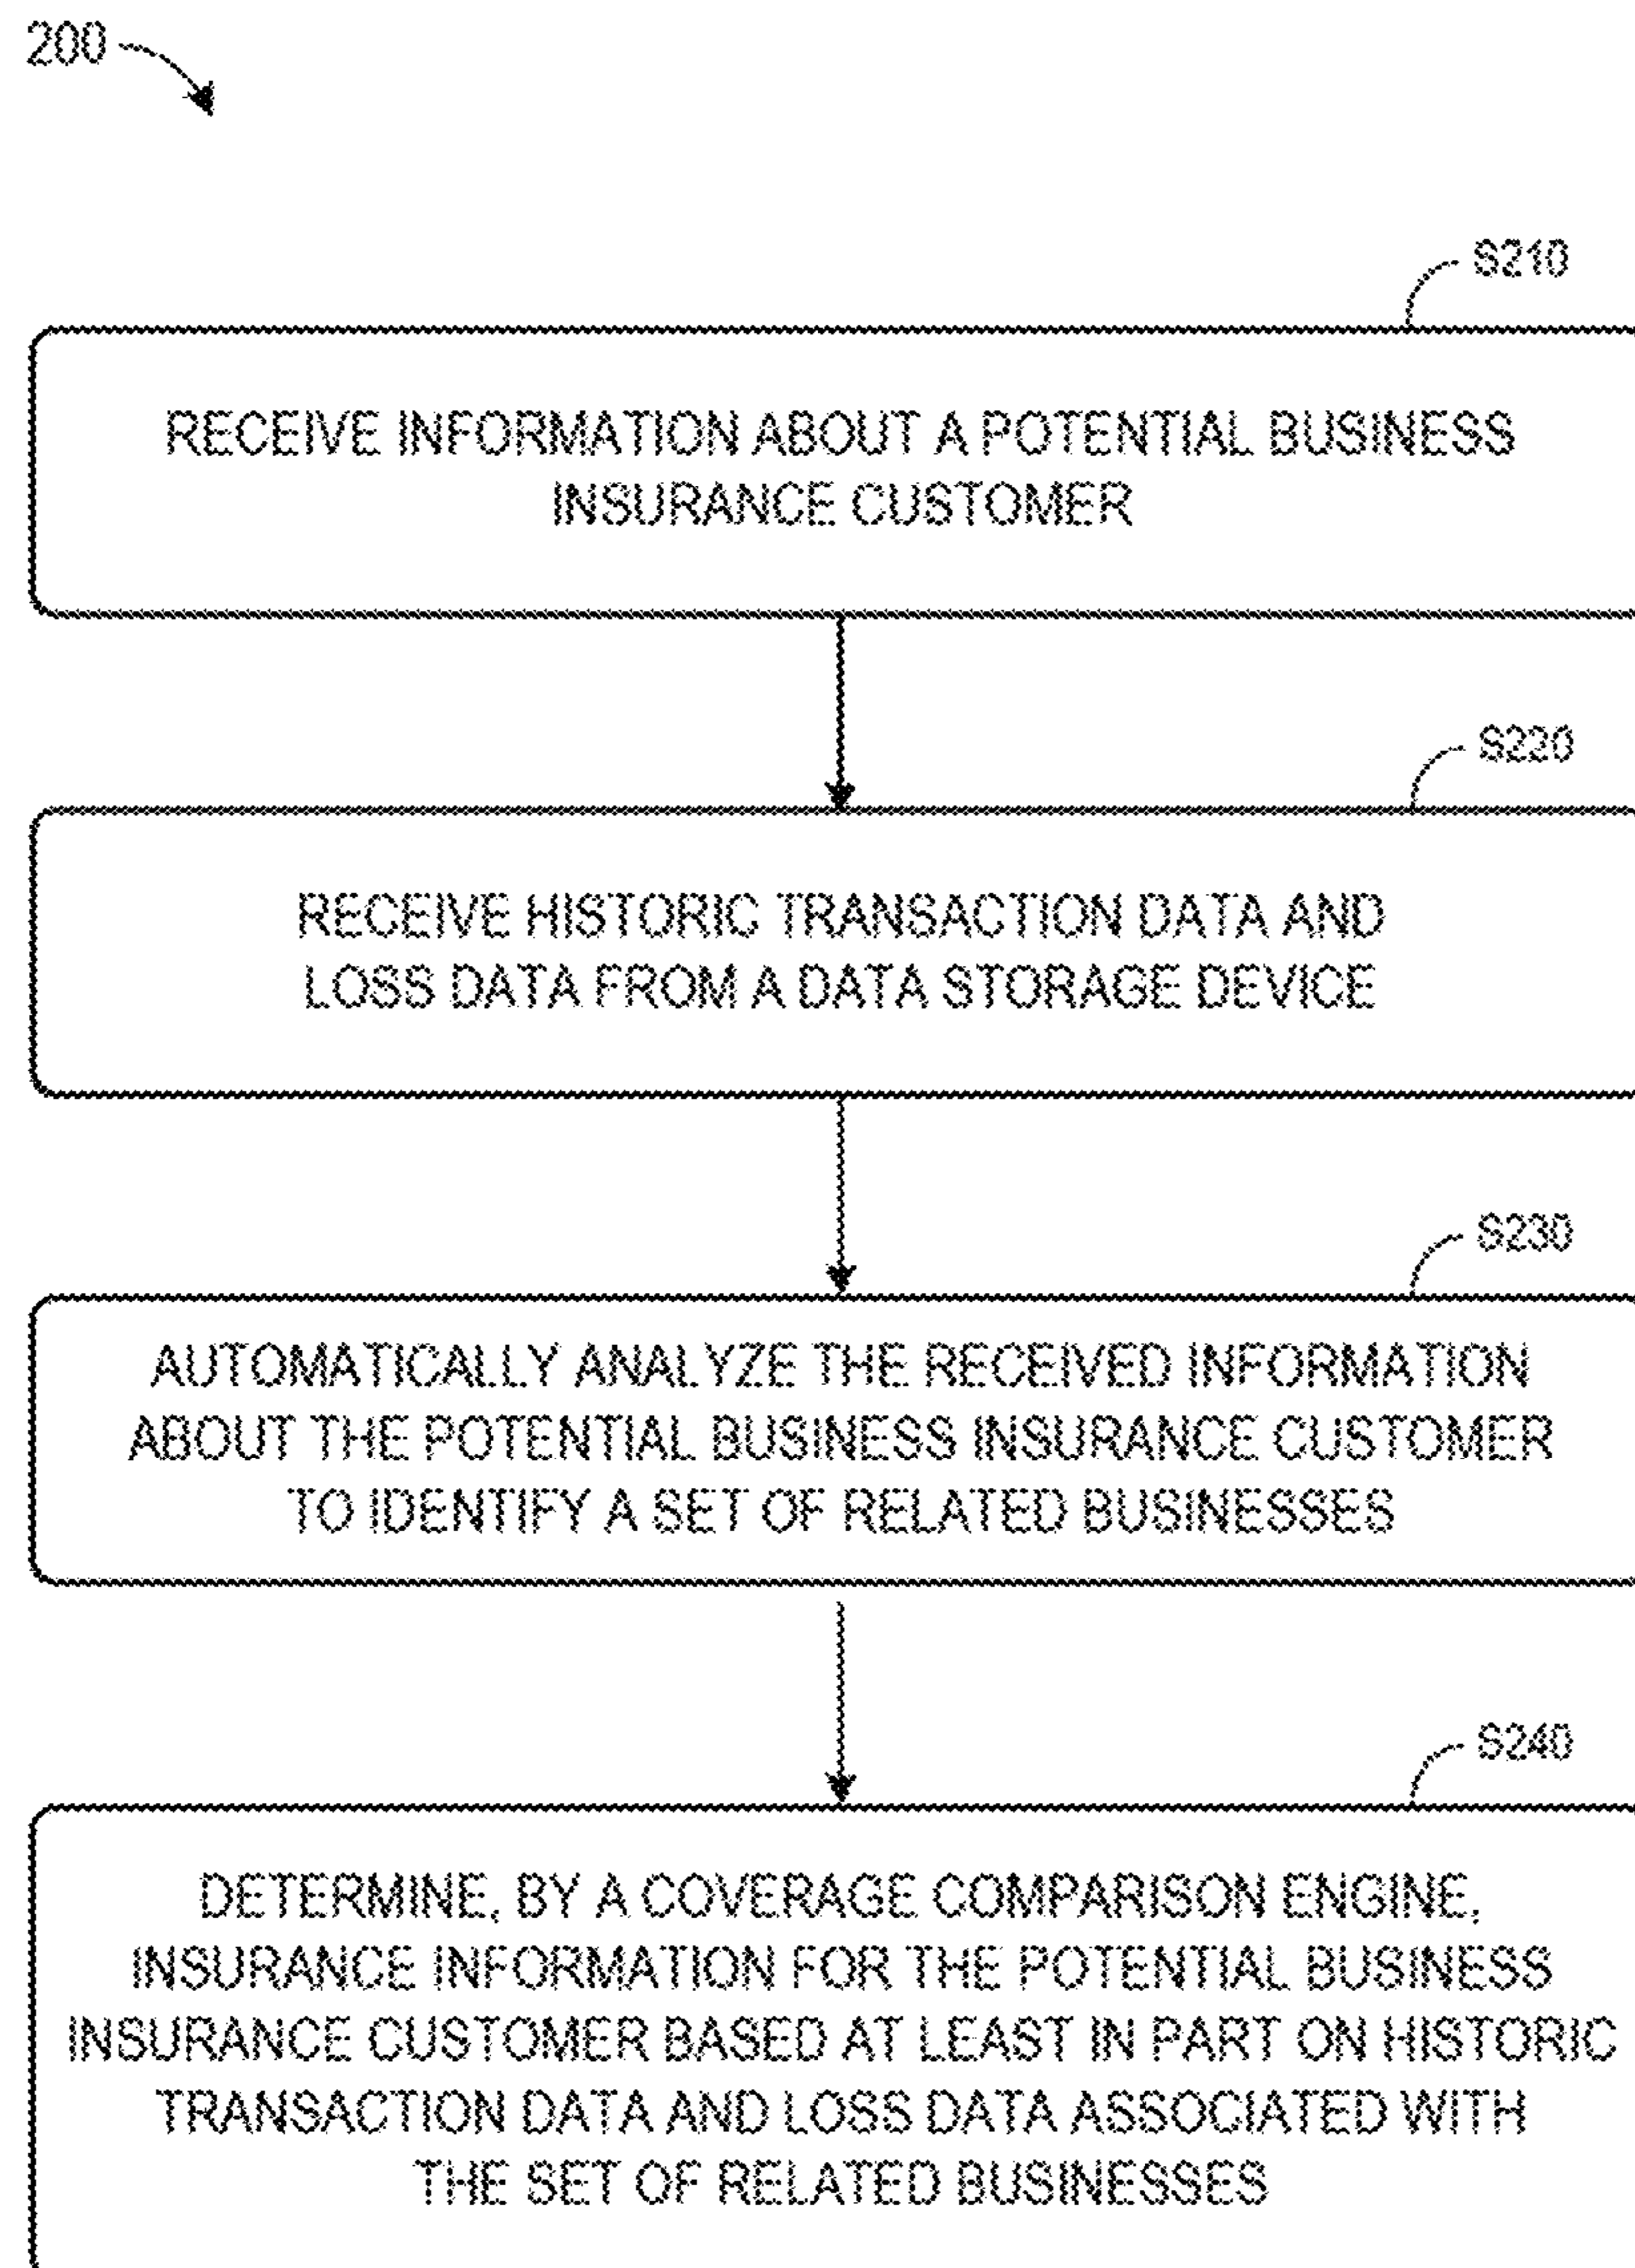 200
S210
RECEIVE INFORMATION ABOUT A POTENTIAL BUSINESS
INSURANCE CUSTOMER
S220
RECEIVE HISTORIC TRANSACTION DATA AND
LOSS DATA FROM A DATA STORAGE DEVICE
S230
AUTOMATICALLY ANALYZE THE RECEIVED INFORMATION
ABOUT THE POTENTIAL BUSINESS INSURANCE CUSTOMER
TO IDENTIFY A SET OF RELATED BUSINESSES
S240
DETERMINE, BY A COVERAGE COMPARISON ENGINE,
INSURANCE INFORMATION FOR THE POTENTIAL BUSINESS
INSURANCE CUSTOMER BASED AT LEAST IN PART ON HISTORIC
TRANSACTION DATA AND LOSS DATA ASSOCIATED WITH
THE SET OF RELATED BUSINESSES